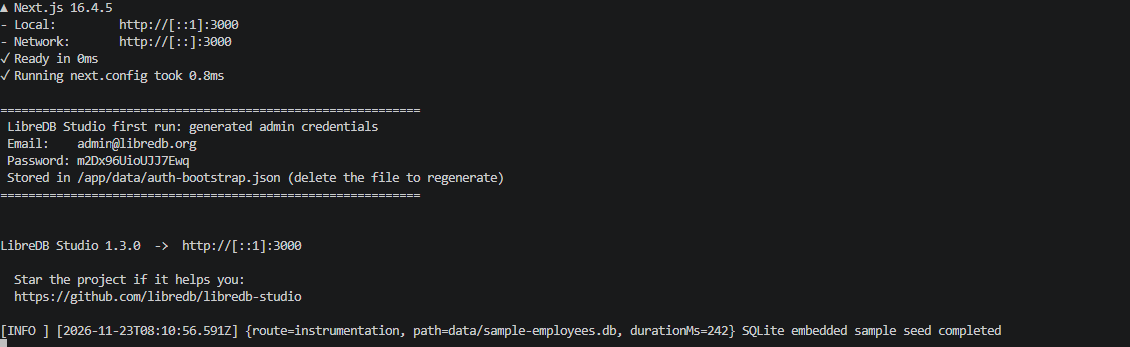 ▲ Next.js 16.4.5
- Local: http://[::1]:3000
- Network: http://[::]:3000
✓ Ready in 0ms
✓ Running next.config took 0.8ms
==============================================================
LibreDB Studio first run: generated admin credentials
Email: admin@libredb.org
Password: m2Dx96UioUJJ7Ewq
Stored in /app/data/auth-bootstrap.json (delete the file to regenerate)
==============================================================
LibreDB Studio 1.3.0 -> http://[::1]:3000
Star the project if it helps you:
https://github.com/libredb/libredb-studio
[INFO ] [2026-11-23T08:10:56.591Z] {route=instrumentation, path=data/sample-employees.db, durationMs=242} SQLite embedded sample seed completed